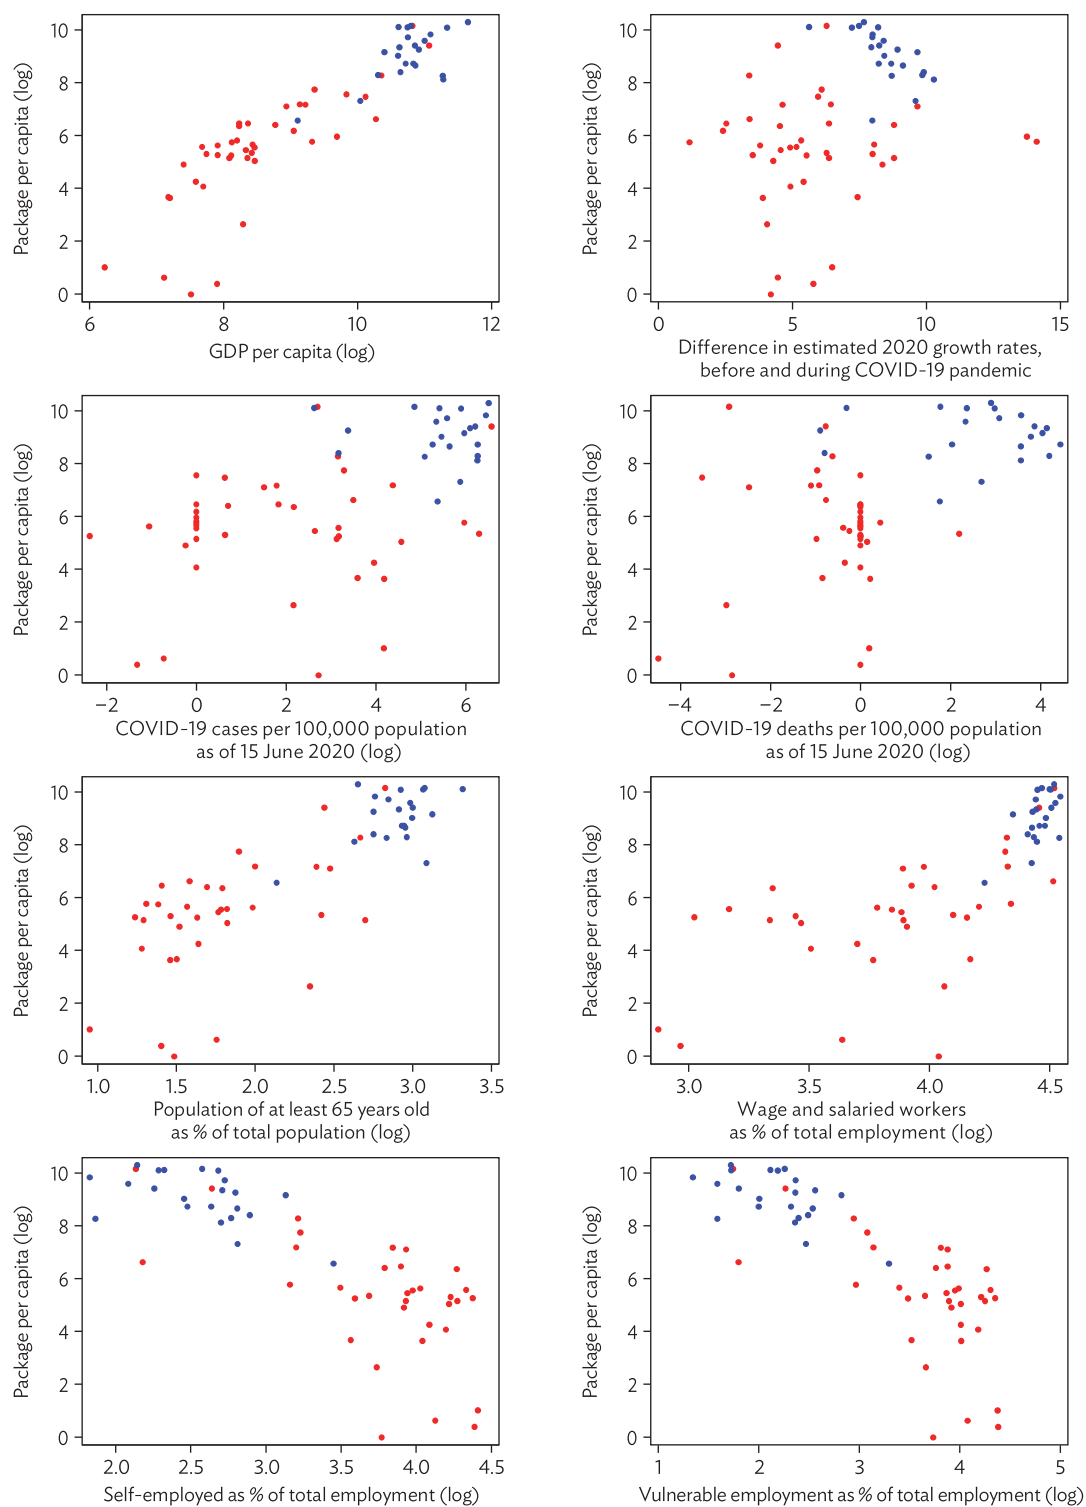 Package per capita (log)
10
8
6
4
2
0
6 8 10 12
GDP per capita (log)
Package per capita (log)
10
8
6
4
2
0
0 5 10 15
Difference in estimated 2020 growth rates,
before and during COVID-19 pandemic
Package per capita (log)
10
8
6
4
2
0
−2 0 2 4 6
COVID-19 cases per 100,000 population
as of 15 June 2020 (log)
Package per capita (log)
10
8
6
4
2
0
−4 −2 0 2 4
COVID-19 deaths per 100,000 population
as of 15 June 2020 (log)
Package per capita (log)
10
8
6
4
2
0
1.0 1.5 2.0 2.5 3.0 3.5
Population of at least 65 years old
as % of total population (log)
Package per capita (log)
10
8
6
4
2
0
3.0 3.5 4.0 4.5
Wage and salaried workers
as % of total employment (log)
Package per capita (log)
10
8
6
4
2
0
2.0 2.5 3.0 3.5 4.0 4.5
Self-employed as % of total employment (log)
Package per capita (log)
10
8
6
4
2
0
1 2 3 4 5
Vulnerable employment as % of total employment (log)